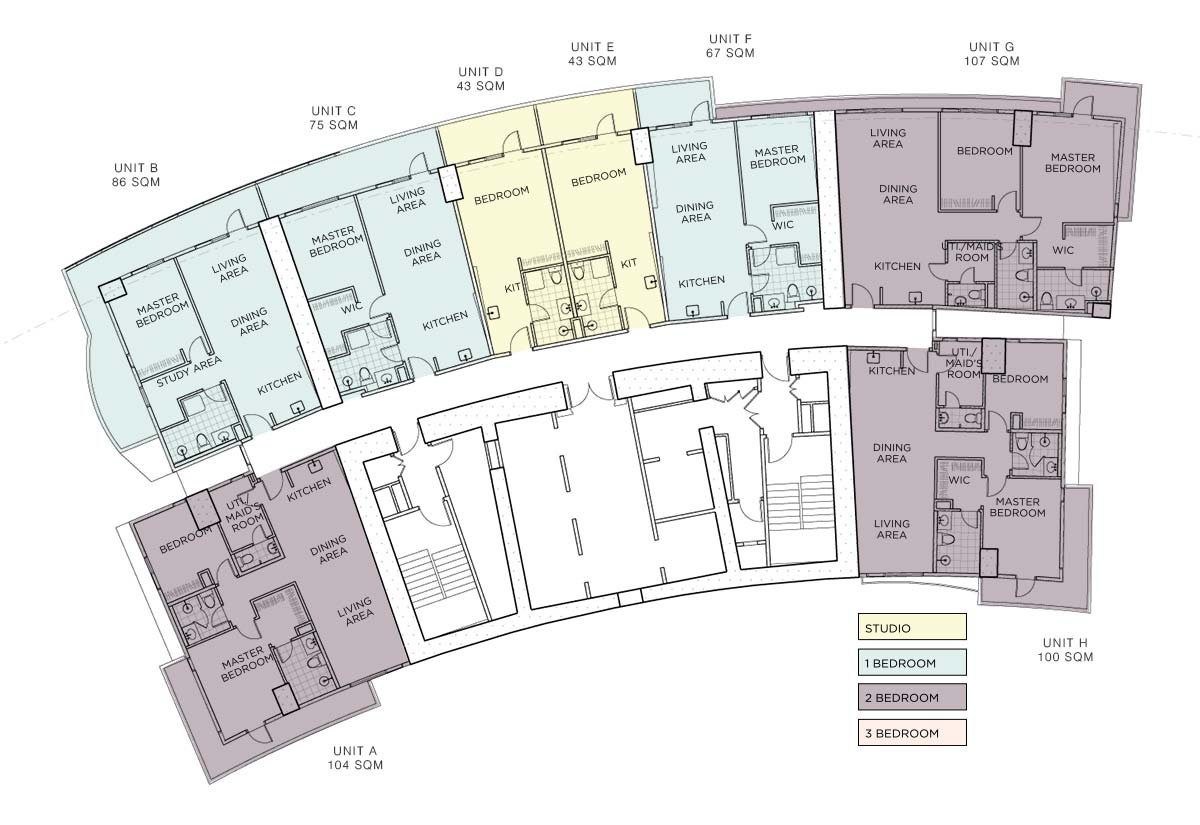 UNIT F
67 SQM
UNIT E
43 SQM
UNIT G
107 SQM
UNIT D
43 SQM
UNIT C
75 SQM
UNIT B
86 SQM
LIVING
AREA
DINING
AREA
KITCHEN
BEDROOM
MASTER
BEDROOM
WIC
UTI./MAID'S
ROOM
LIVING
AREA
DINING
AREA
KITCHEN
MASTER
BEDROOM
WIC
BEDROOM
KIT
BEDROOM
KIT
LIVING
AREA
DINING
AREA
KITCHEN
MASTER
BEDROOM
WIC
LIVING
AREA
DINING
AREA
KITCHEN
MASTER
BEDROOM
STUDY AREA
KITCHEN
UTI./
MAID'S
ROOM
BEDROOM
DINING
AREA
WIC
MASTER
BEDROOM
LIVING
AREA
KITCHEN
UTI./
MAID'S
ROOM
BEDROOM
DINING
AREA
LIVING
AREA
MASTER
BEDROOM
STUDIO
1 BEDROOM
2 BEDROOM
3 BEDROOM
UNIT H
100 SQM
UNIT A
104 SQM